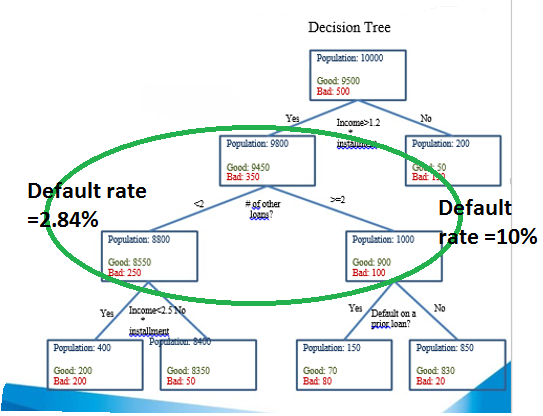 Decision Tree
Population: 10000
Good: 9500
Bad: 500
Yes
Income>1.2
*
installment
No
Population: 9800
Good: 9450
Bad: 350
Population: 200
Good: 50
Bad: 150
Default rate
=2.84%
<2
# of other
loans?
>=2
Default
rate =10%
Population: 8800
Good: 8550
Bad: 250
Population: 1000
Good: 900
Bad: 100
Yes
Income<2.5
*
installment
No
Yes
Default on a
prior loan?
No
Population: 400
Good: 200
Bad: 200
Population: 8400
Good: 8350
Bad: 50
Population: 150
Good: 70
Bad: 80
Population: 850
Good: 830
Bad: 20